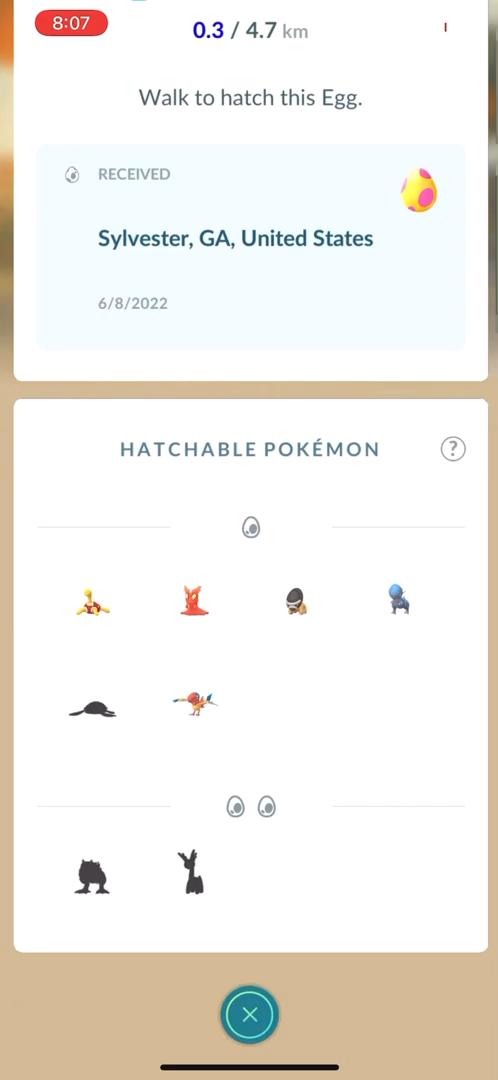 8:07
0.3 / 4.7 km
Walk to hatch this Egg.
RECEIVED
Sylvester, GA, United States
6/8/2022
HATCHABLE POKÉMON
?